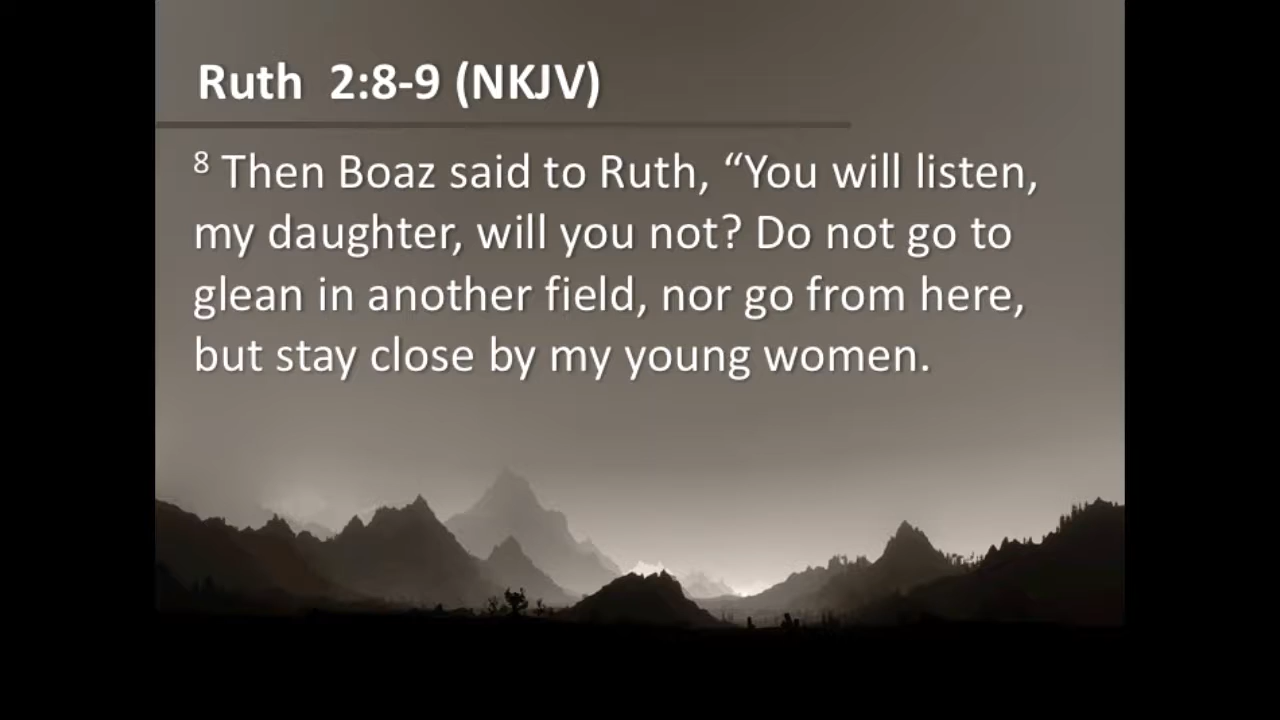 Ruth  2:8-9 (NKJV)
8 Then Boaz said to Ruth, “You will listen,
my daughter, will you not? Do not go to
glean in another field, nor go from here,
but stay close by my young women.